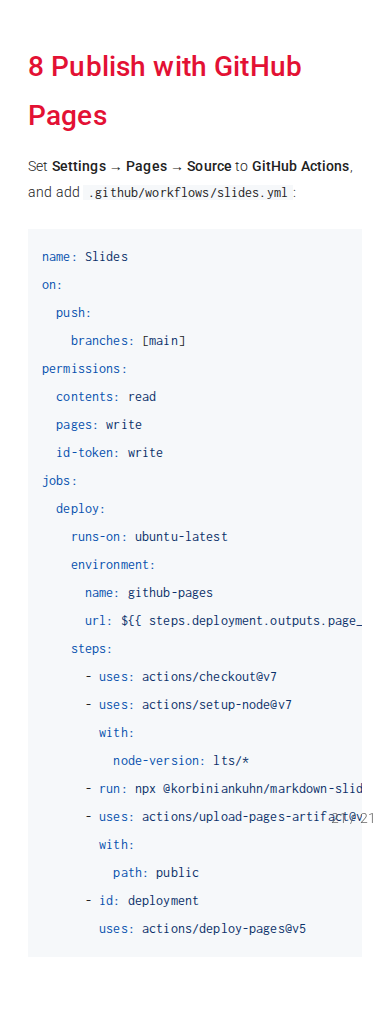 8 Publish with GitHub
Pages
Set Settings → Pages → Source to GitHub Actions,
and add .github/workflows/slides.yml :
name: Slides
on:
  push:
    branches: [main]
permissions:
  contents: read
  pages: write
  id-token: write
jobs:
  deploy:
    runs-on: ubuntu-latest
    environment:
      name: github-pages
      url: ${{ steps.deployment.outputs.page_
    steps:
      - uses: actions/checkout@v7
      - uses: actions/setup-node@v7
        with:
          node-version: lts/*
      - run: npx @korbiniankuhn/markdown-slid
      - uses: actions/upload-pages-artifact@v
        with:
          path: public
      - id: deployment
        uses: actions/deploy-pages@v5